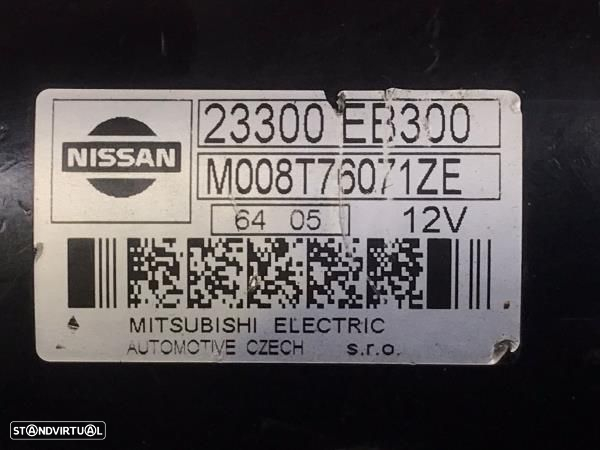 NISSAN
23300 EB300
M008T76071ZE
64 05 12V
MITSUBISHI ELECTRIC
AUTOMOTIVE CZECH s.r.o.
STANDVIRTUAL